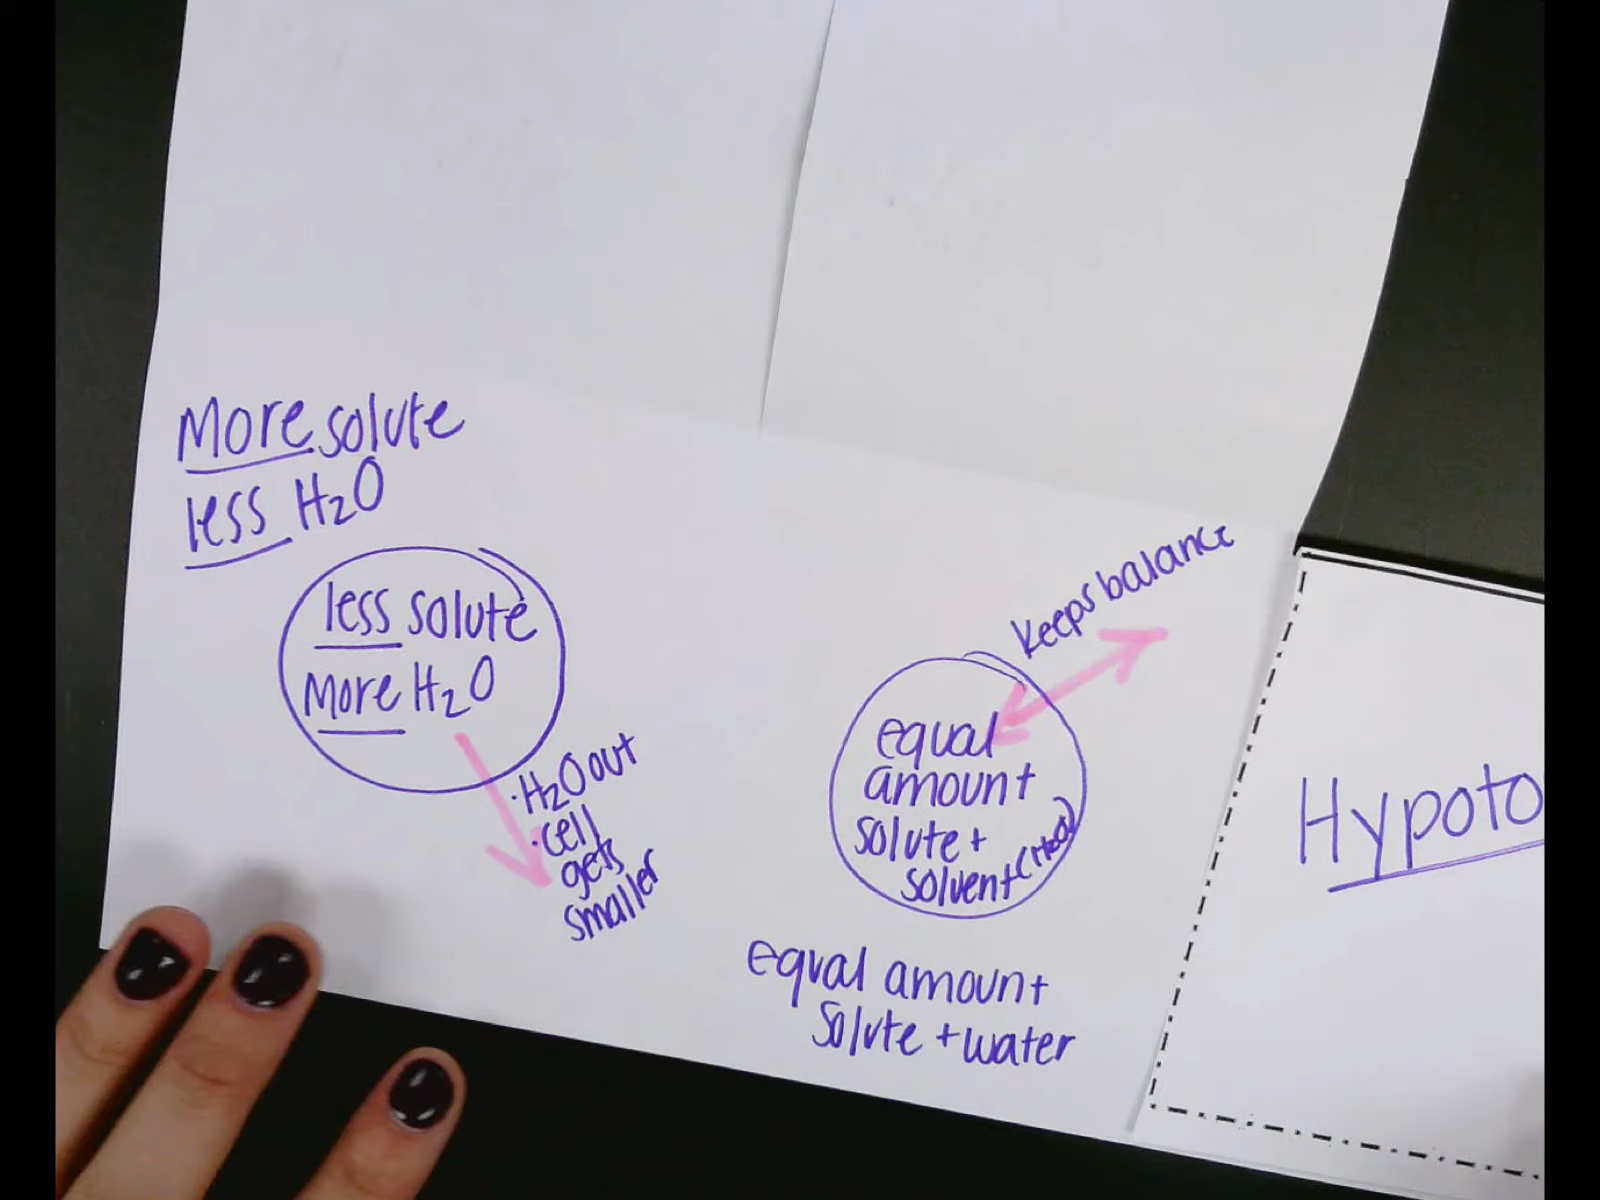 More solute
less H₂O
less solute
More H₂O
· H₂O out
· cell
gets
smaller
Keeps balance
equal
amount
solute +
solvent (H₂O)
equal amount
solute + water
Hypoto